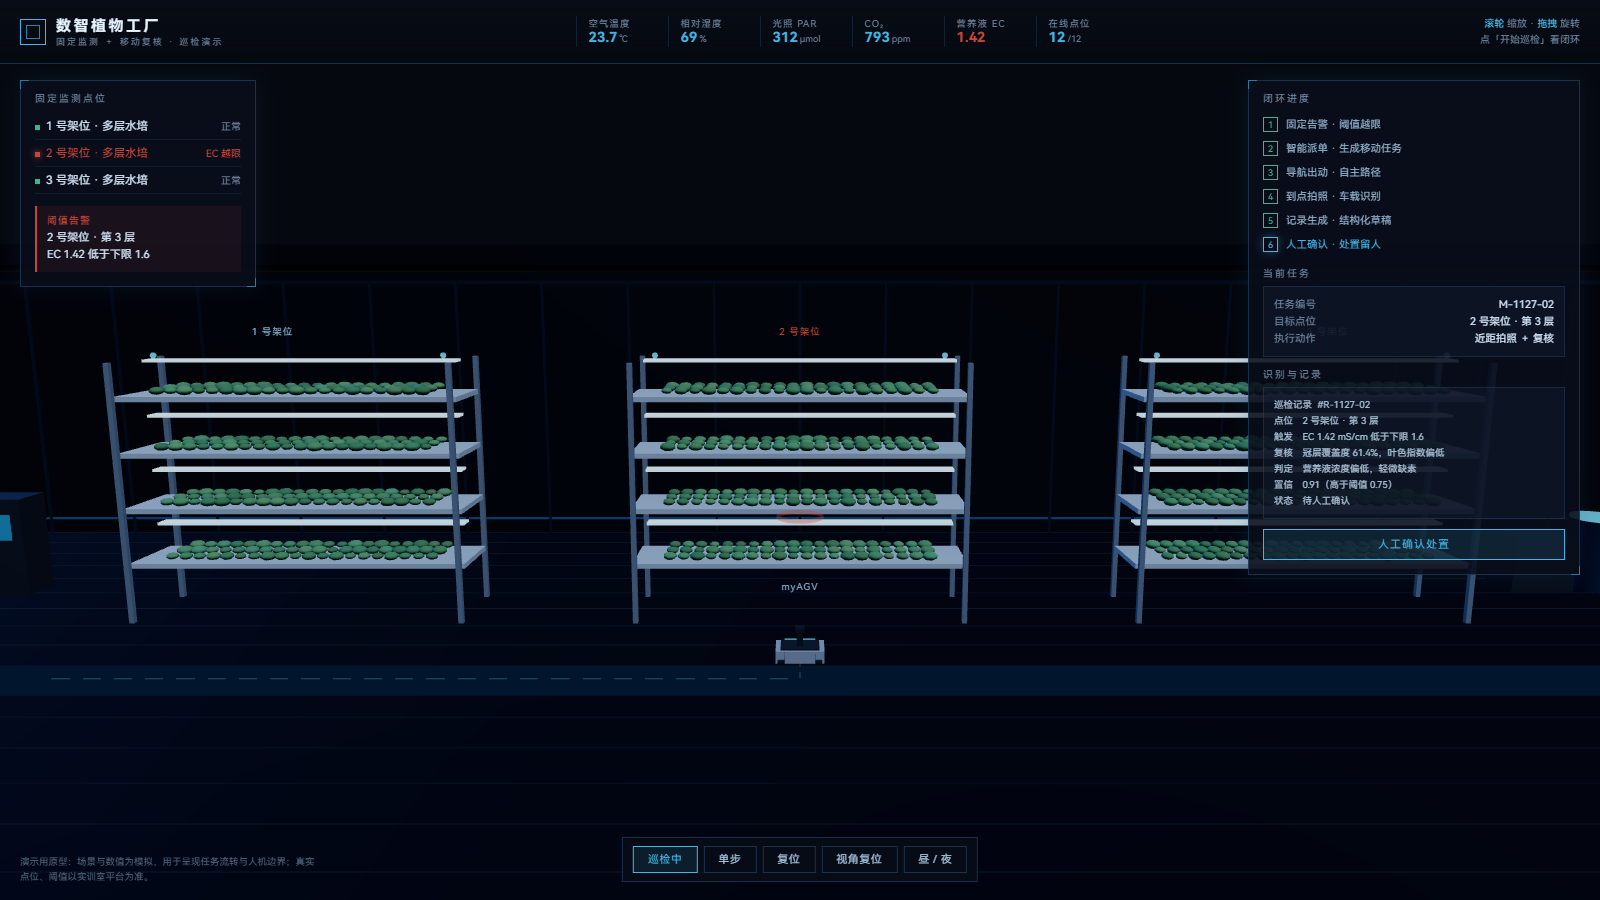 数智植物工厂
固定监测 + 移动复核 · 巡检演示
空气温度
23.7 ℃
相对湿度
69 %
光照 PAR
312 μmol
CO₂
793 ppm
营养液 EC
1.42
在线点位
12 /12
滚轮 缩放 · 拖拽 旋转
点「开始巡检」看闭环
固定监测点位
1 号架位 · 多层水培 正常
2 号架位 · 多层水培 EC 越限
3 号架位 · 多层水培 正常
阈值告警
2 号架位 · 第 3 层
EC 1.42 低于下限 1.6
闭环进度
1 固定告警 · 阈值越限
2 智能派单 · 生成移动任务
3 导航出动 · 自主路径
4 到点拍照 · 车载识别
5 记录生成 · 结构化草稿
6 人工确认 · 处置留人
当前任务
任务编号 M-1127-02
目标点位 2 号架位 · 第 3 层
执行动作 近距拍照 + 复核
识别与记录
巡检记录 #R-1127-02
点位 2 号架位 · 第 3 层
触发 EC 1.42 mS/cm 低于下限 1.6
复核 冠层覆盖度 61.4%，叶色指数偏低
判定 营养液浓度偏低，轻微缺素
置信 0.91（高于阈值 0.75）
状态 待人工确认
人工确认处置
1 号架位
2 号架位
myAGV
巡检中
单步
复位
视角复位
昼 / 夜
演示用原型：场景与数值为模拟，用于呈现任务流转与人机边界；真实
点位、阈值以实训室平台为准。